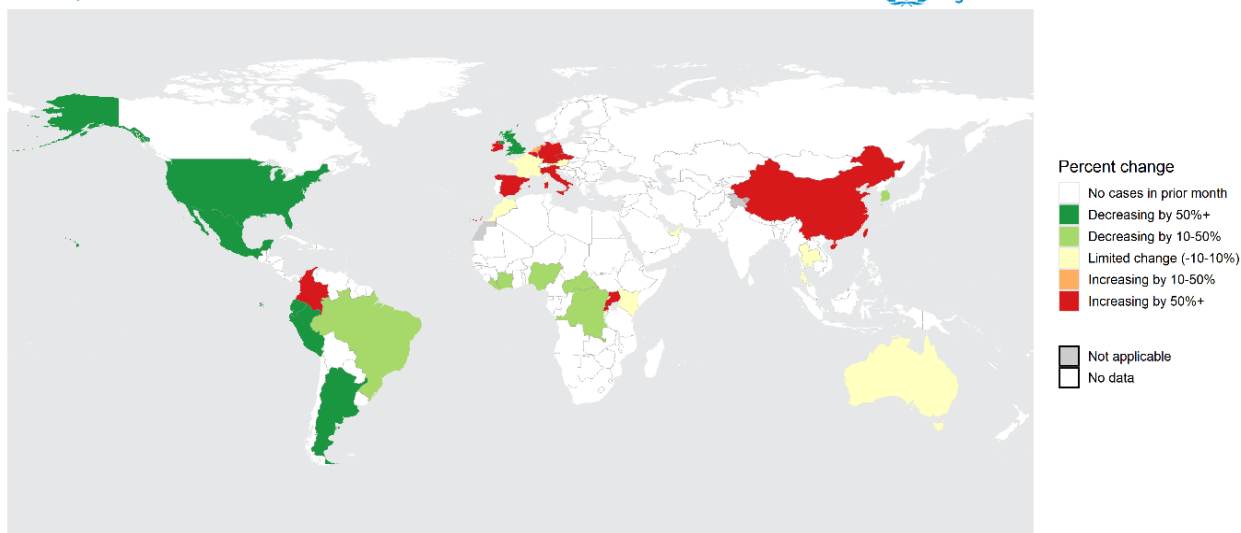 Percent change
No cases in prior month
Decreasing by 50%+
Decreasing by 10-50%
Limited change (-10-10%)
Increasing by 10-50%
Increasing by 50%+
Not applicable
No data